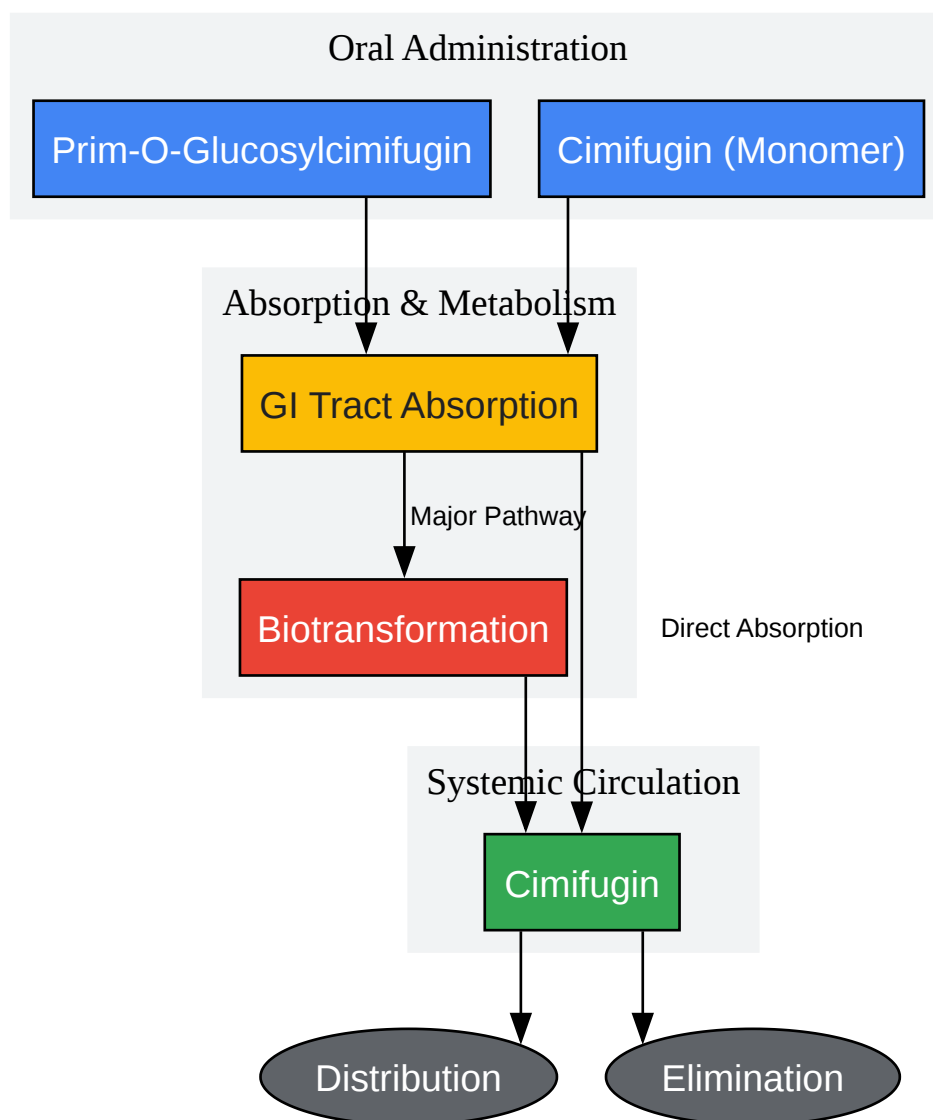 Oral Administration
Prim-O-Glucosylcimifugin
Cimifugin (Monomer)
Absorption & Metabolism
GI Tract Absorption
Major Pathway
Biotransformation
Direct Absorption
Systemic Circulation
Cimifugin
Distribution
Elimination